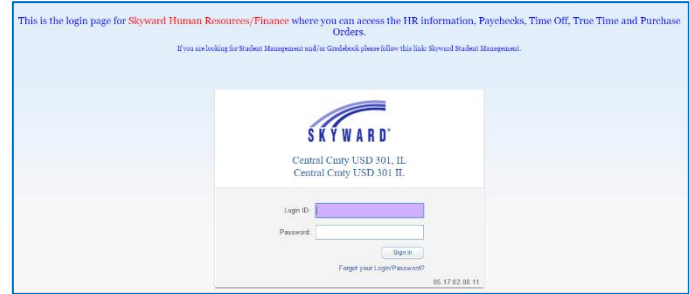 This is the login page for Skyward Human Resources/Finance where you can access the HR information, Paychecks, Time Off, True Time and Purchase
Orders.
If you are looking for Student Management and/or Gradebook please follow this link: Skyward Student Management.
SKYWARD®
Central Cmty USD 301, IL
Central Cmty USD 301 IL
Login ID:
Password:
Sign In
Forgot your Login/Password?
05.17.02.00.11